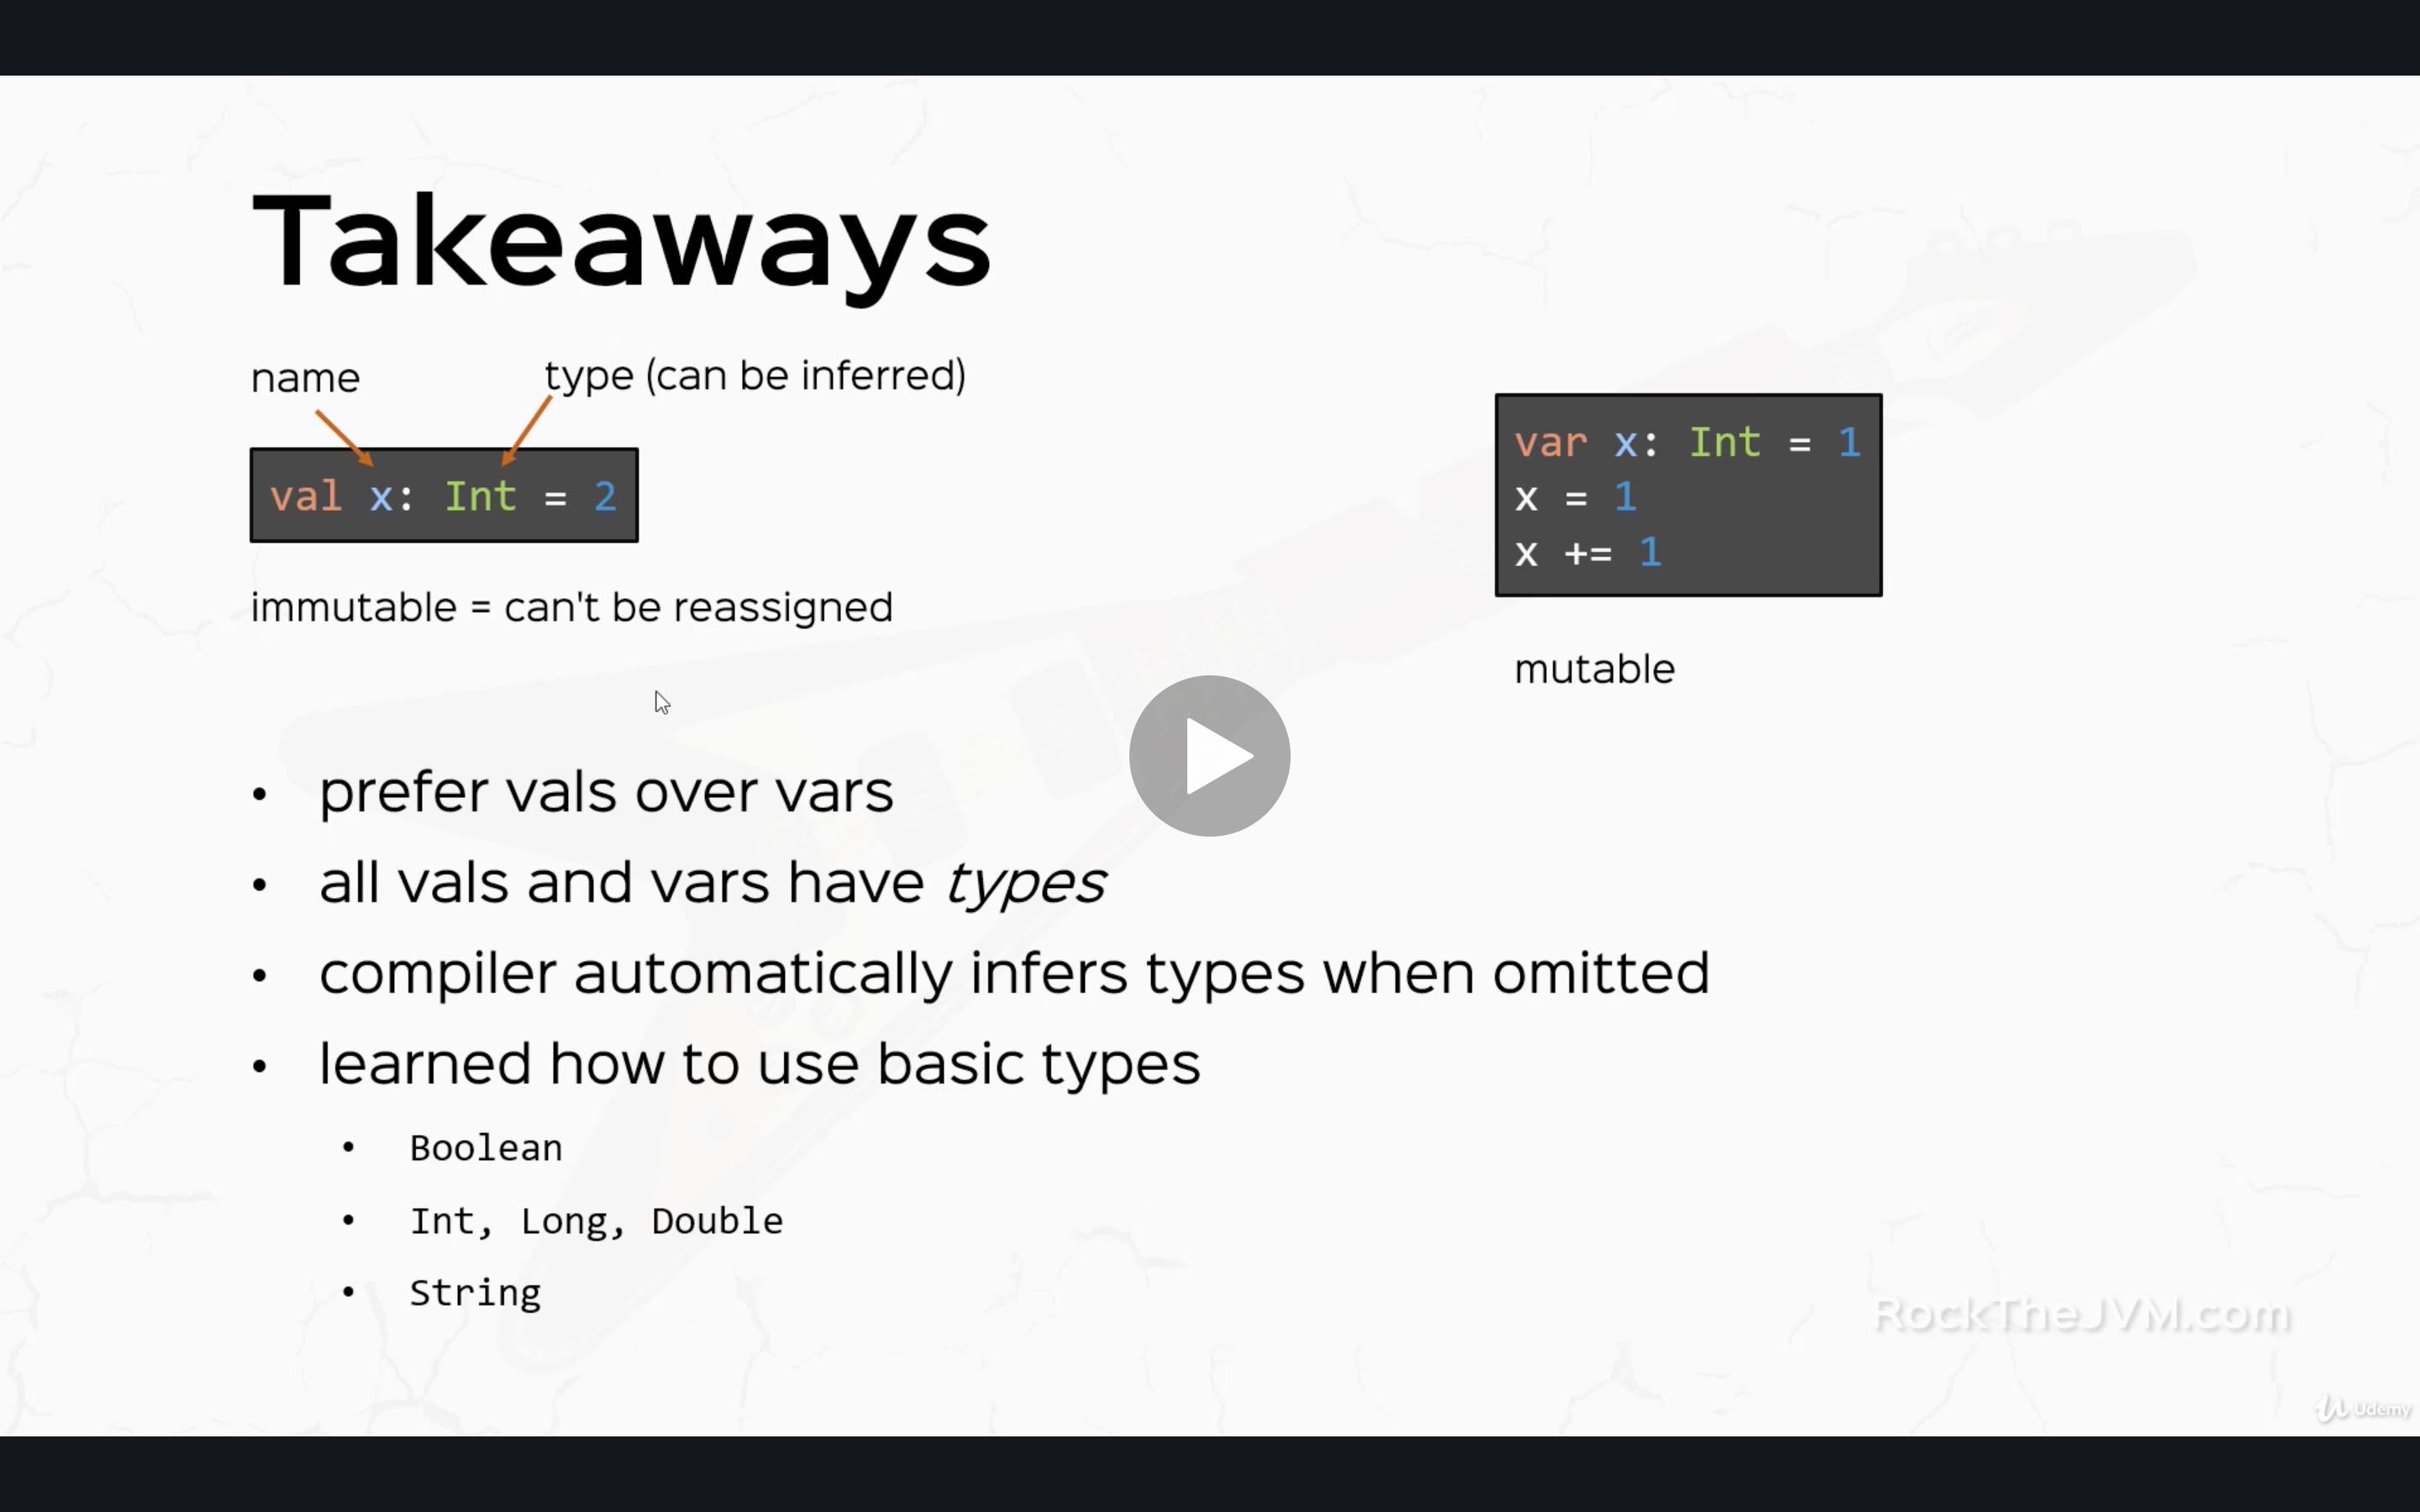 Takeaways
name
type (can be inferred)
val x: Int = 2
immutable = can't be reassigned
var x: Int = 1
x = 1
x += 1
mutable
• prefer vals over vars
• all vals and vars have types
• compiler automatically infers types when omitted
• learned how to use basic types
• Boolean
• Int, Long, Double
• String
RockTheJVM.com
Udemy